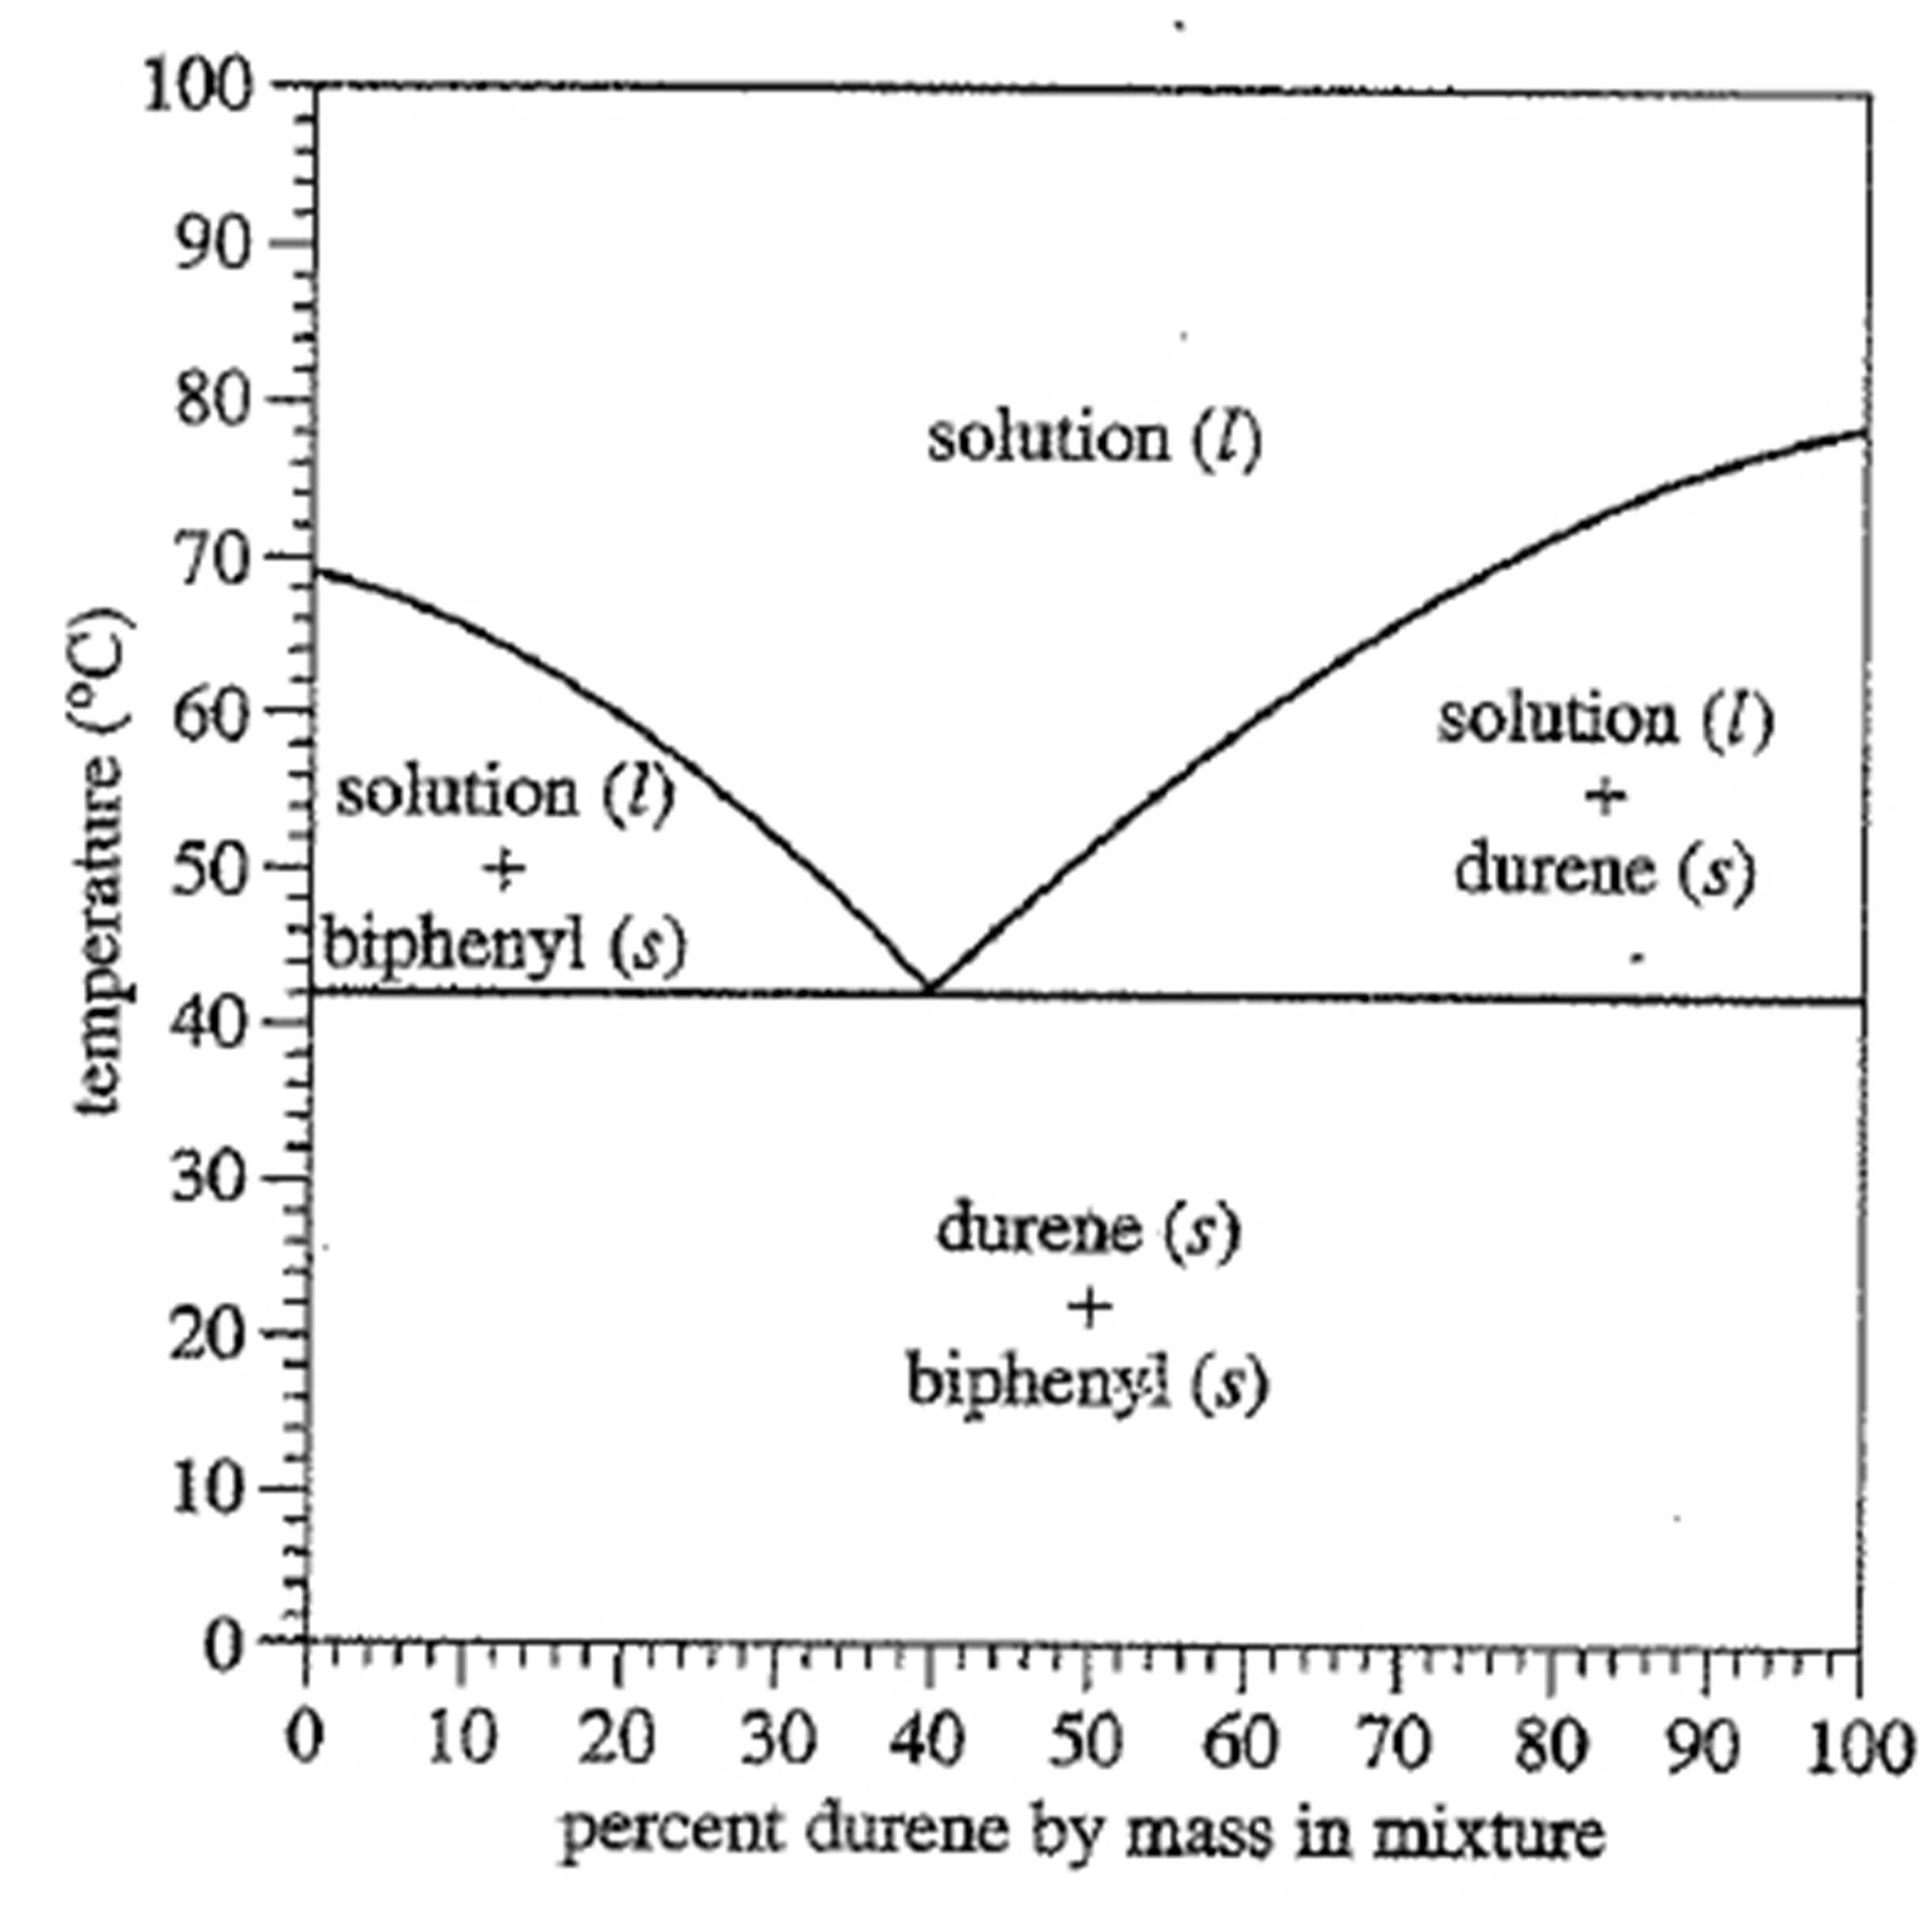 100
90
80
70
60
50
40
30
20
10
0
temperature (°C)
solution (l)
solution (l)
+
biphenyl (s)
solution (l)
+
durene (s)
durene (s)
+
biphenyl (s)
0 10 20 30 40 50 60 70 80 90 100
percent durene by mass in mixture